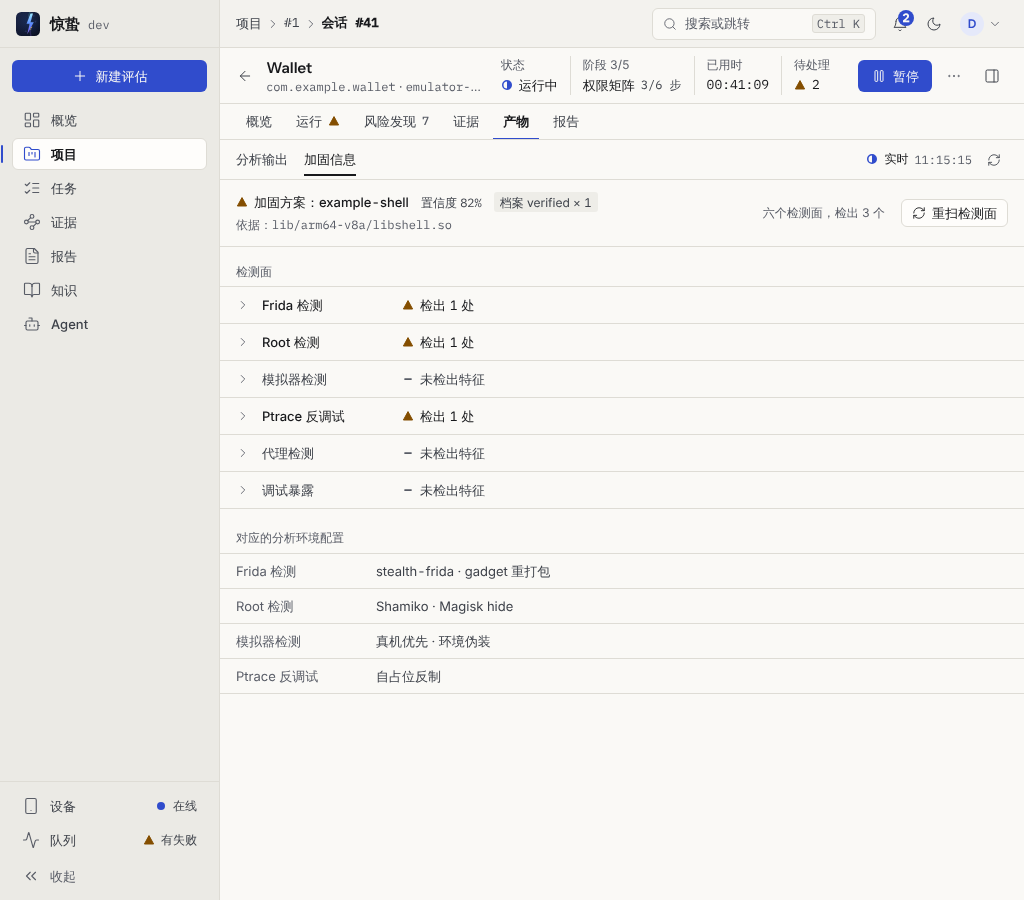 惊蛰 dev
项目 > #1 > 会话 #41
搜索或跳转 Ctrl K
2
D
新建评估
概览
项目
任务
证据
报告
知识
Agent
设备 在线
队列 有失败
收起
Wallet
com.example.wallet · emulator-…
状态
运行中
阶段 3/5
权限矩阵 3/6 步
已用时
00:41:09
待处理
2
暂停
概览 运行 风险发现 7 证据 产物 报告
分析输出 加固信息
实时 11:15:15
加固方案：example-shell 置信度 82% 档案 verified × 1
依据：lib/arm64-v8a/libshell.so
六个检测面，检出 3 个
重扫检测面
检测面
Frida 检测 检出 1 处
Root 检测 检出 1 处
模拟器检测 – 未检出特征
Ptrace 反调试 检出 1 处
代理检测 – 未检出特征
调试暴露 – 未检出特征
对应的分析环境配置
Frida 检测 stealth-frida · gadget 重打包
Root 检测 Shamiko · Magisk hide
模拟器检测 真机优先 · 环境伪装
Ptrace 反调试 自占位反制